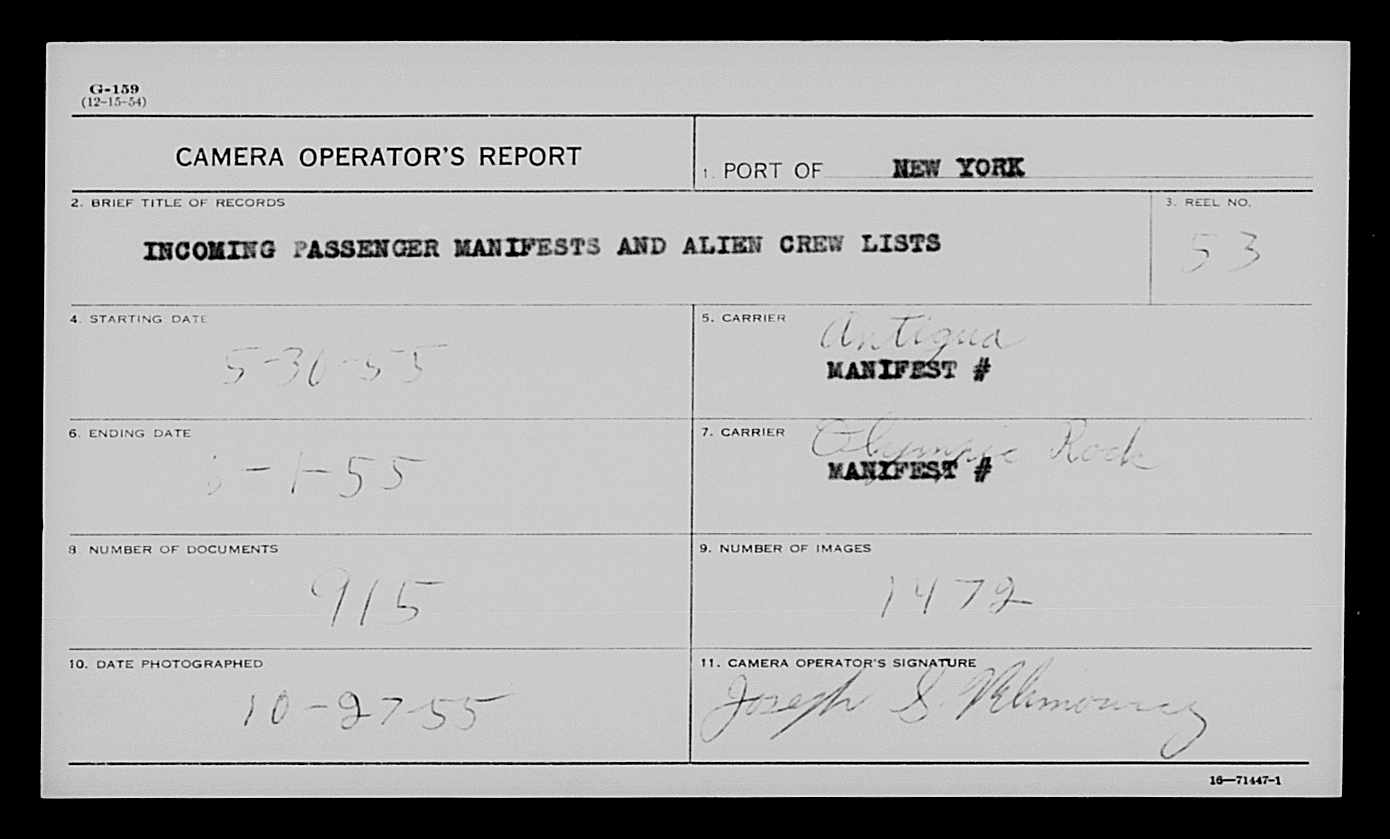 G-159
(12-15-54)
CAMERA OPERATOR'S REPORT
1. PORT OF NEW YORK
2. BRIEF TITLE OF RECORDS
INCOMING PASSENGER MANIFESTS AND ALIEN CREW LISTS
3. REEL NO.
53
4. STARTING DATE
5-30-55
5. CARRIER
Antigua
MANIFEST #
6. ENDING DATE
-1-55
7. CARRIER
Olympic Rock
MANIFEST #
8. NUMBER OF DOCUMENTS
915
9. NUMBER OF IMAGES
1472
10. DATE PHOTOGRAPHED
10-27-55
11. CAMERA OPERATOR'S SIGNATURE
Joseph S.
16—71447-1